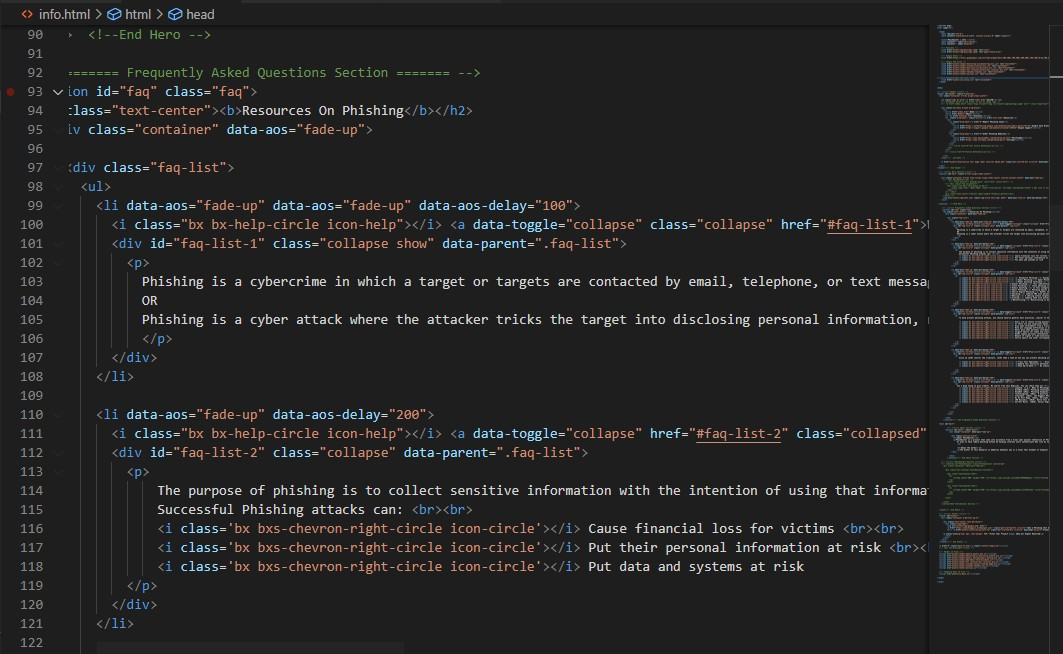 info.html > html > head
90 <!--End Hero -->
91
92 ======= Frequently Asked Questions Section ======= -->
93 ion id="faq" class="faq">
94 class="text-center"><b>Resources On Phishing</b></h2>
95 iv class="container" data-aos="fade-up">
96
97 <div class="faq-list">
98 <ul>
99 <li data-aos="fade-up" data-aos="fade-up" data-aos-delay="100">
100 <i class="bx bx-help-circle icon-help"></i> <a data-toggle="collapse" class="collapse" href="#faq-list-1">
101 <div id="faq-list-1" class="collapse show" data-parent=".faq-list">
102 <p>
103 Phishing is a cybercrime in which a target or targets are contacted by email, telephone, or text messa
104 OR
105 Phishing is a cyber attack where the attacker tricks the target into disclosing personal information,
106 </p>
107 </div>
108 </li>
109
110 <li data-aos="fade-up" data-aos-delay="200">
111 <i class="bx bx-help-circle icon-help"></i> <a data-toggle="collapse" href="#faq-list-2" class="collapsed"
112 <div id="faq-list-2" class="collapse" data-parent=".faq-list">
113 <p>
114 The purpose of phishing is to collect sensitive information with the intention of using that informa
115 Successful Phishing attacks can: <br><br>
116 <i class='bx bxs-chevron-right-circle icon-circle'></i> Cause financial loss for victims <br><br>
117 <i class='bx bxs-chevron-right-circle icon-circle'></i> Put their personal information at risk <br><b
118 <i class='bx bxs-chevron-right-circle icon-circle'></i> Put data and systems at risk
119 </p>
120 </div>
121 </li>
122